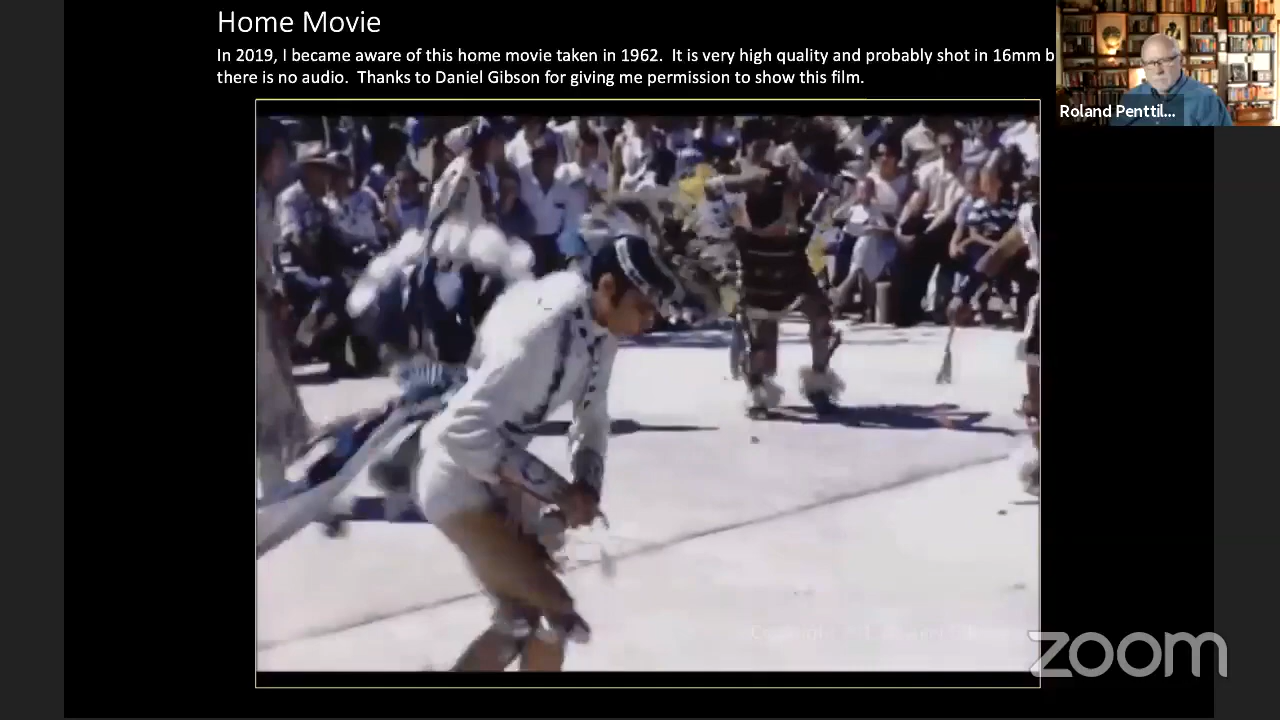 Home Movie
In 2019, I became aware of this home movie taken in 1962. It is very high quality and probably shot in 16mm b
there is no audio. Thanks to Daniel Gibson for giving me permission to show this film.
Roland Penttil...
zoom